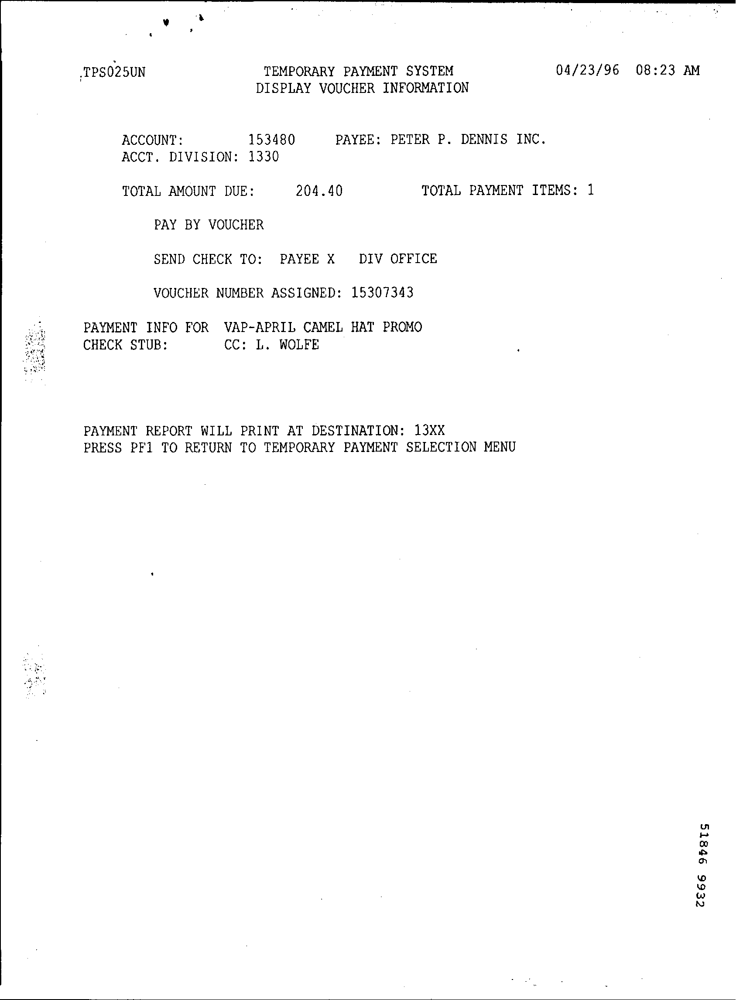 TPS025UN TEMPORARY PAYMENT SYSTEM 04/23/96 08:23 AM
DISPLAY VOUCHER INFORMATION
ACCOUNT: 153480 PAYEE: PETER P. DENNIS INC.
ACCT. DIVISION: 1330
TOTAL AMOUNT DUE: 204.40 TOTAL PAYMENT ITEMS: 1
PAY BY VOUCHER
SEND CHECK TO: PAYEE X DIV OFFICE
VOUCHER NUMBER ASSIGNED: 15307343
PAYMENT INFO FOR VAP-APRIL CAMEL HAT PROMO
CHECK STUB: CC: L. WOLFE
PAYMENT REPORT WILL PRINT AT DESTINATION: 13XX
PRESS PF1 TO RETURN TO TEMPORARY PAYMENT SELECTION MENU
51846 9932